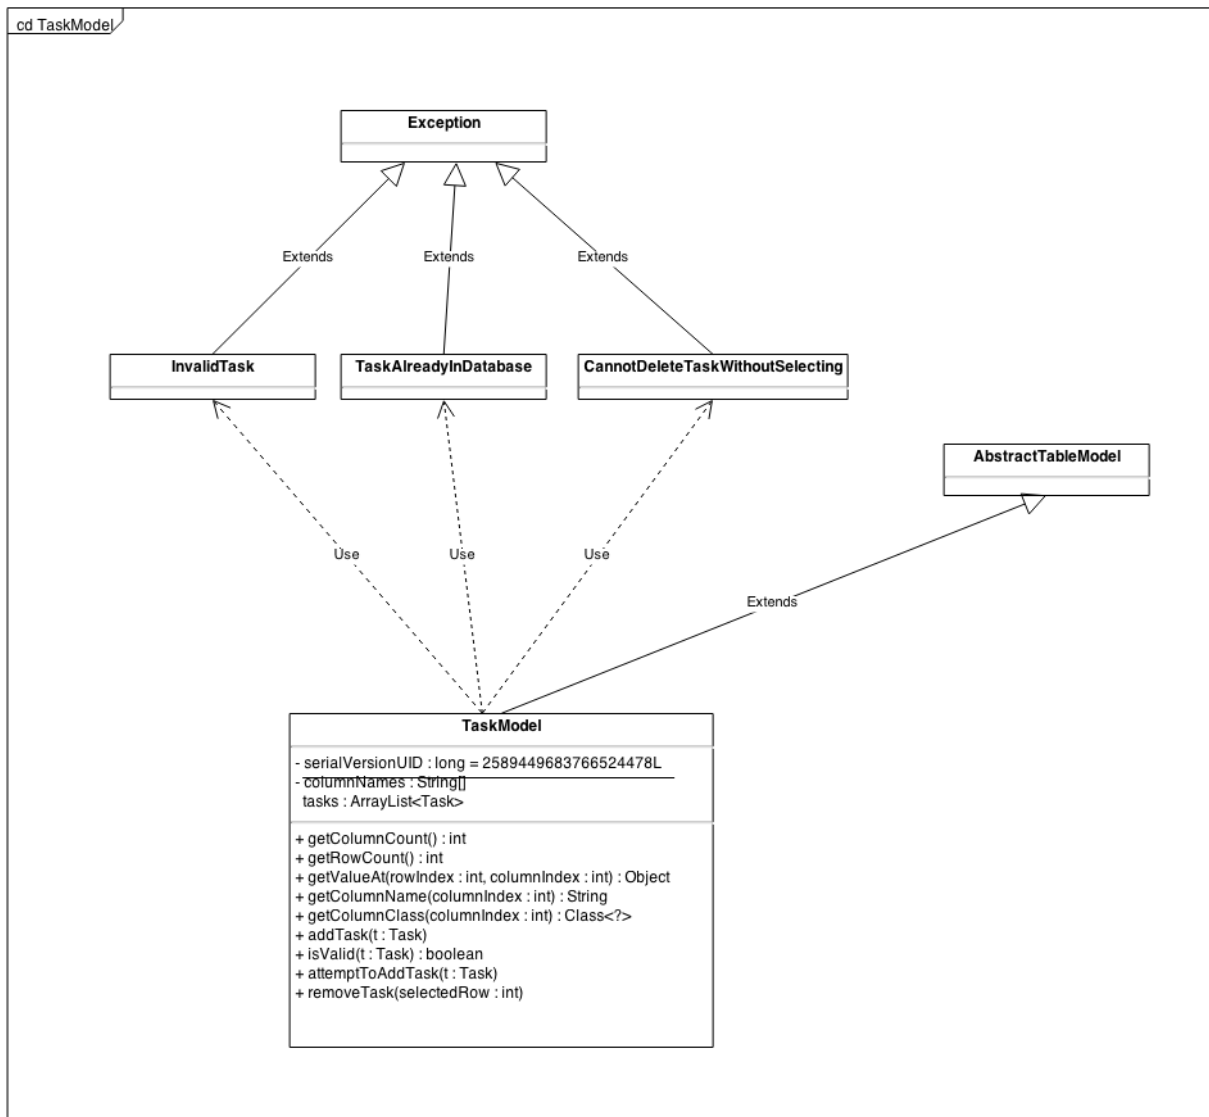 cd TaskModel
Exception
Extends
Extends
Extends
InvalidTask
TaskAlreadyInDatabase
CannotDeleteTaskWithoutSelecting
AbstractTableModel
Use
Use
Use
Extends
TaskModel
- serialVersionUID : long = 2589449683766524478L
- columnNames : String[]
tasks : ArrayList<Task>
+ getColumnCount() : int
+ getRowCount() : int
+ getValueAt(rowIndex : int, columnIndex : int) : Object
+ getColumnName(columnIndex : int) : String
+ getColumnClass(columnIndex : int) : Class<?>
+ addTask(t : Task)
+ isValid(t : Task) : boolean
+ attemptToAddTask(t : Task)
+ removeTask(selectedRow : int)